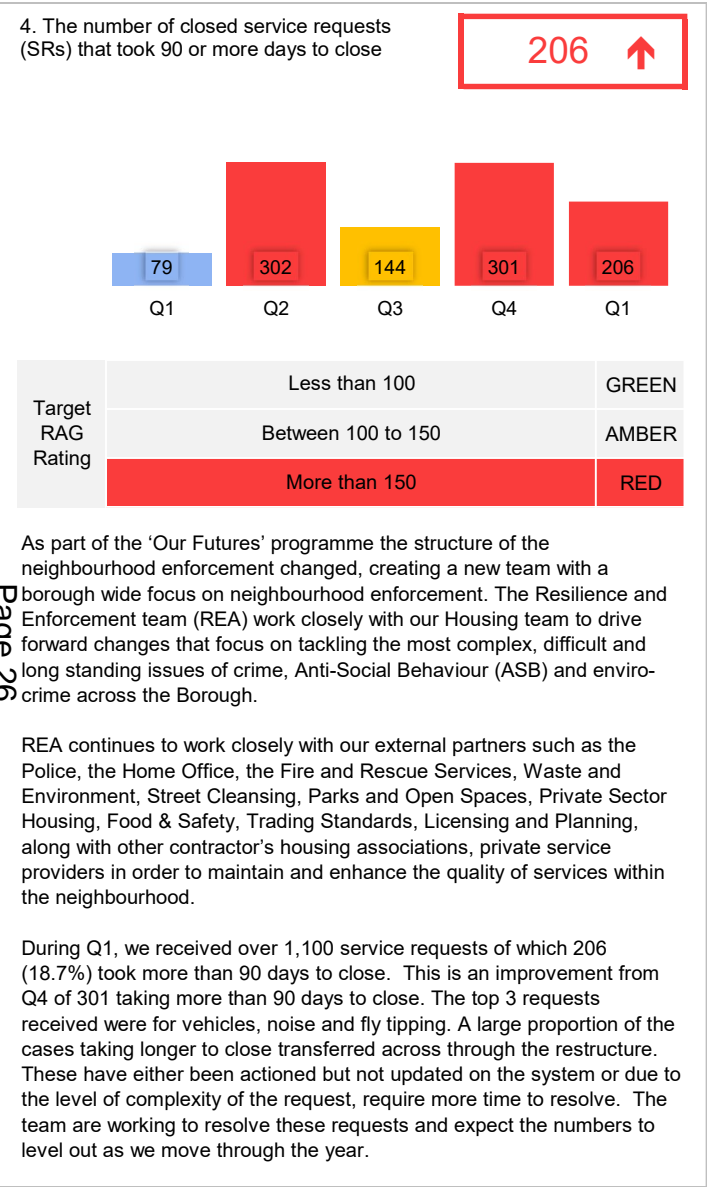 4. The number of closed service requests
(SRs) that took 90 or more days to close
206
79
302
144
301
206
Q1
Q2
Q3
Q4
Q1
Target
RAG
Rating
Less than 100
GREEN
Between 100 to 150
AMBER
More than 150
RED
As part of the ‘Our Futures’ programme the structure of the
neighbourhood enforcement changed, creating a new team with a
borough wide focus on neighbourhood enforcement. The Resilience and
Enforcement team (REA) work closely with our Housing team to drive
forward changes that focus on tackling the most complex, difficult and
long standing issues of crime, Anti-Social Behaviour (ASB) and enviro-
crime across the Borough.
Page 26
REA continues to work closely with our external partners such as the
Police, the Home Office, the Fire and Rescue Services, Waste and
Environment, Street Cleansing, Parks and Open Spaces, Private Sector
Housing, Food & Safety, Trading Standards, Licensing and Planning,
along with other contractor’s housing associations, private service
providers in order to maintain and enhance the quality of services within
the neighbourhood.
During Q1, we received over 1,100 service requests of which 206
(18.7%) took more than 90 days to close.  This is an improvement from
Q4 of 301 taking more than 90 days to close. The top 3 requests
received were for vehicles, noise and fly tipping. A large proportion of the
cases taking longer to close transferred across through the restructure.
These have either been actioned but not updated on the system or due to
the level of complexity of the request, require more time to resolve.  The
team are working to resolve these requests and expect the numbers to
level out as we move through the year.